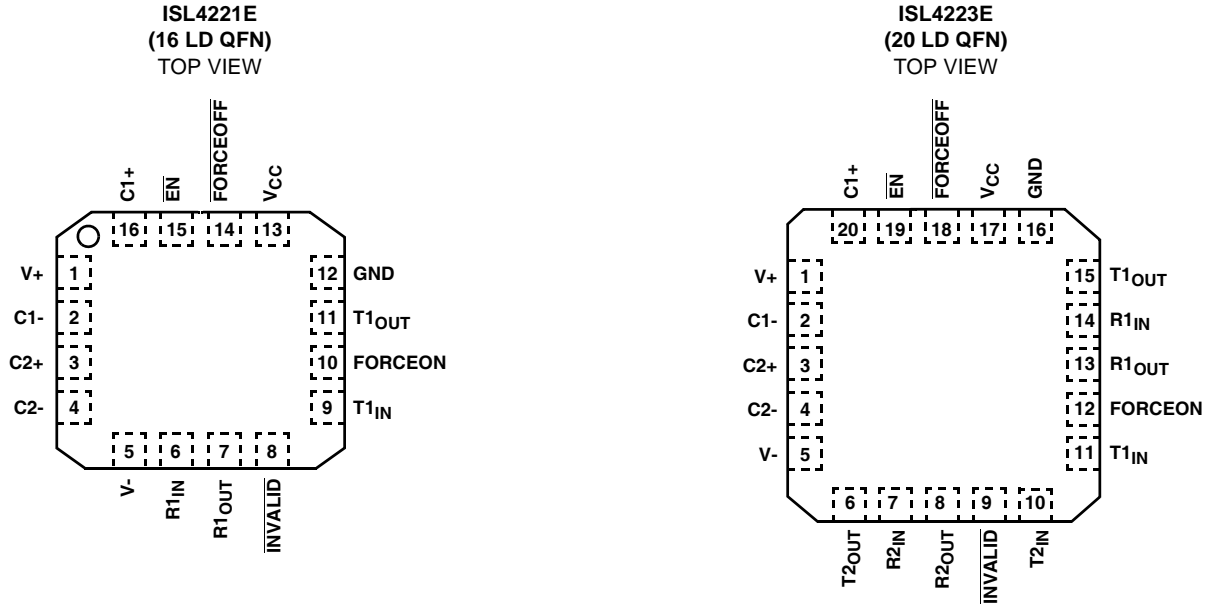 ISL4221E
(16 LD QFN)
TOP VIEW
C1+
EN
FORCEOFF
VCC
16
15
14
13
V+ 1
C1- 2
C2+ 3
C2- 4
12 GND
11 T1OUT
10 FORCEON
9 T1IN
5
6
7
8
V-
R1IN
R1OUT
INVALID
ISL4223E
(20 LD QFN)
TOP VIEW
C1+
EN
FORCEOFF
VCC
GND
20
19
18
17
16
V+ 1
C1- 2
C2+ 3
C2- 4
V- 5
15 T1OUT
14 R1IN
13 R1OUT
12 FORCEON
11 T1IN
6
7
8
9
10
T2OUT
R2IN
R2OUT
INVALID
T2IN